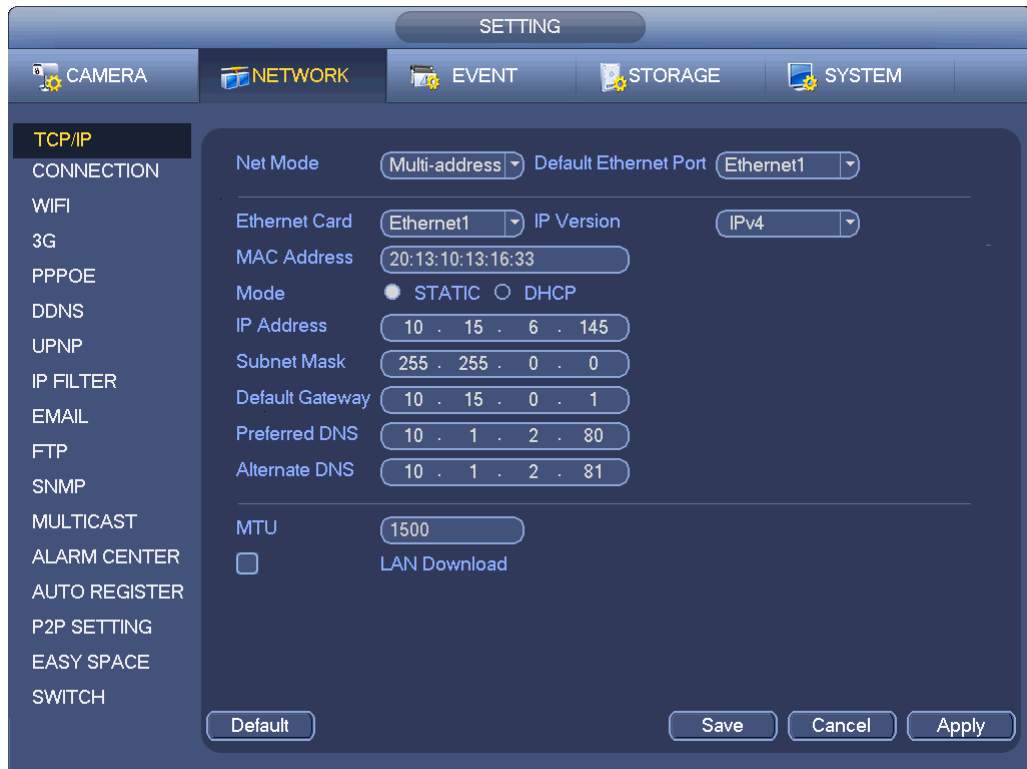 SETTING
CAMERA NETWORK EVENT STORAGE SYSTEM
TCP/IP
CONNECTION
WIFI
3G
PPPOE
DDNS
UPNP
IP FILTER
EMAIL
FTP
SNMP
MULTICAST
ALARM CENTER
AUTO REGISTER
P2P SETTING
EASY SPACE
SWITCH
Net Mode Multi-address Default Ethernet Port Ethernet1
Ethernet Card Ethernet1 IP Version IPv4
MAC Address 20:13:10:13:16:33
Mode STATIC DHCP
IP Address 10 . 15 . 6 . 145
Subnet Mask 255 . 255 . 0 . 0
Default Gateway 10 . 15 . 0 . 1
Preferred DNS 10 . 1 . 2 . 80
Alternate DNS 10 . 1 . 2 . 81
MTU 1500
LAN Download
Default Save Cancel Apply